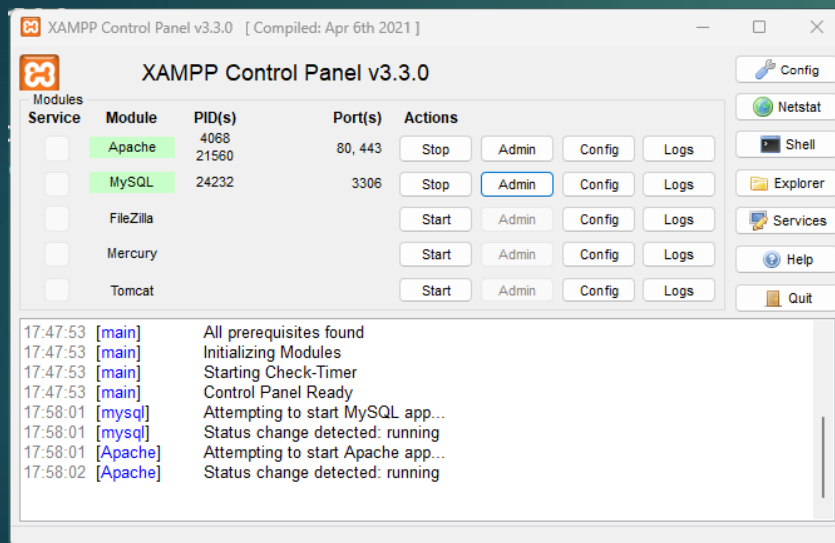 XAMPP Control Panel v3.3.0 [ Compiled: Apr 6th 2021 ]
XAMPP Control Panel v3.3.0
Modules
Service Module PID(s) Port(s) Actions
Apache 4068 21560 80, 443 Stop Admin Config Logs
MySQL 24232 3306 Stop Admin Config Logs
FileZilla Start Admin Config Logs
Mercury Start Admin Config Logs
Tomcat Start Admin Config Logs
Config
Netstat
Shell
Explorer
Services
Help
Quit
17:47:53 [main] All prerequisites found
17:47:53 [main] Initializing Modules
17:47:53 [main] Starting Check-Timer
17:47:53 [main] Control Panel Ready
17:58:01 [mysql] Attempting to start MySQL app...
17:58:01 [mysql] Status change detected: running
17:58:01 [Apache] Attempting to start Apache app...
17:58:02 [Apache] Status change detected: running